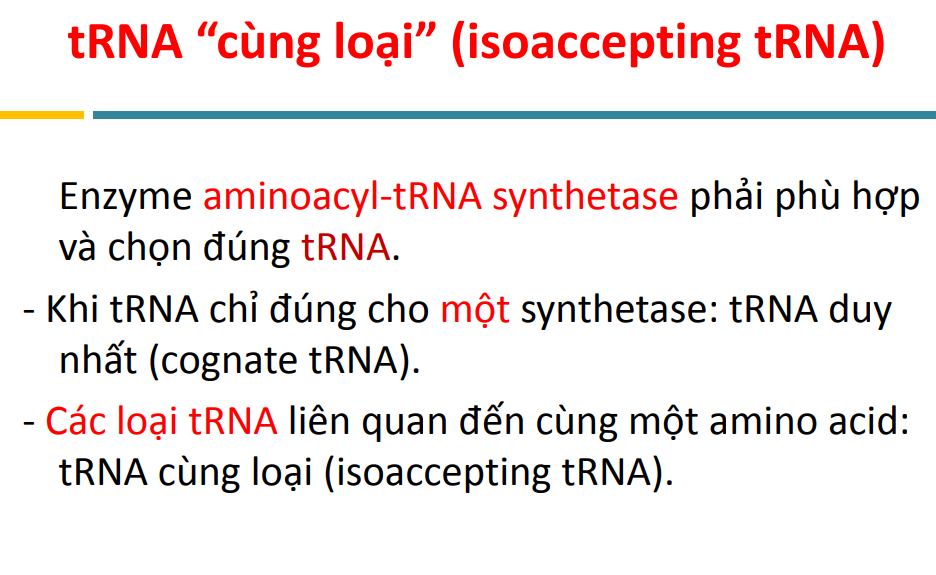 tRNA “cùng loại” (isoaccepting tRNA)
Enzyme aminoacyl-tRNA synthetase phải phù hợp
và chọn đúng tRNA.
- Khi tRNA chỉ đúng cho một synthetase: tRNA duy
nhất (cognate tRNA).
- Các loại tRNA liên quan đến cùng một amino acid:
tRNA cùng loại (isoaccepting tRNA).